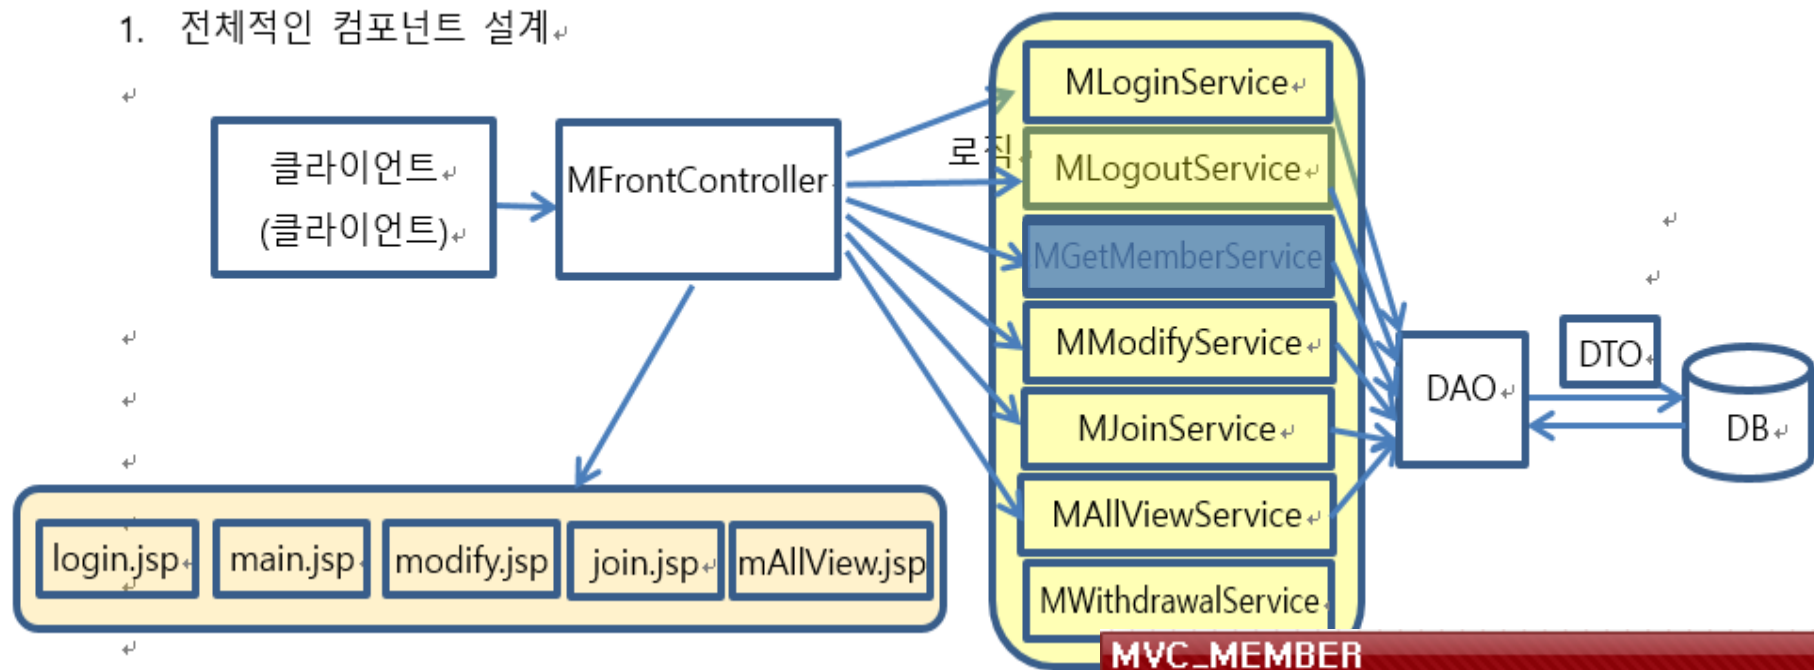 1. 전체적인 컴포넌트 설계
클라이언트
(클라이언트)
MFrontController
로직
MLoginService
MLogoutService
MGetMemberService
MModifyService
MJoinService
MAllViewService
MWithdrawalService
DAO
DTO
DB
login.jsp
main.jsp
modify.jsp
join.jsp
mAllView.jsp
MVC_MEMBER